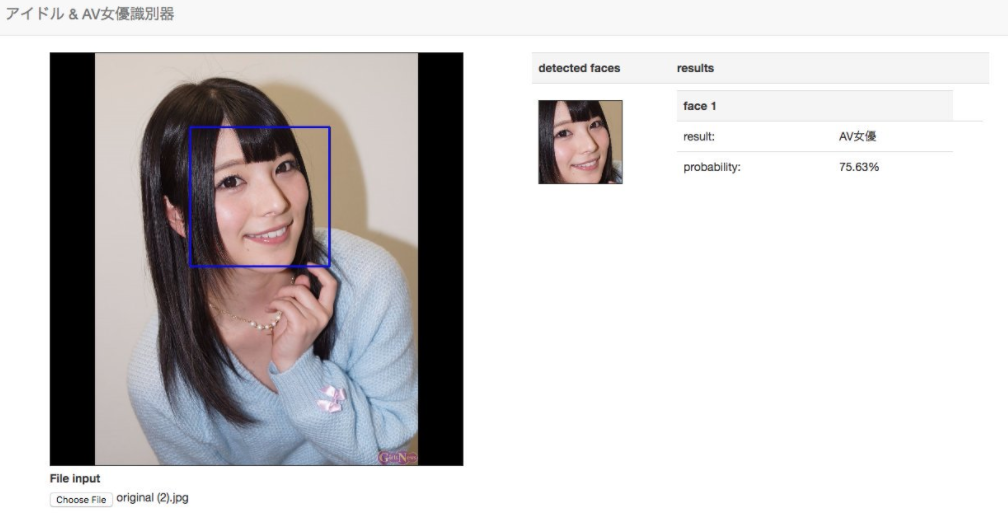 アイドル & AV女優識別器
detected faces
results
face 1
result:
AV女優
probability:
75.63%
GirlsNews
File input
Choose File original (2).jpg